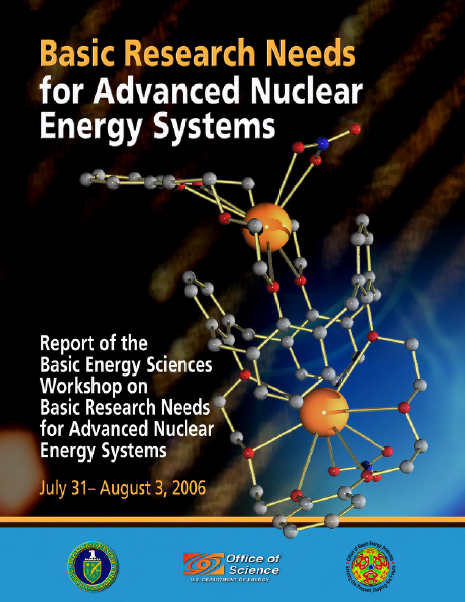 Basic Research Needs
for Advanced Nuclear
Energy Systems
Report of the
Basic Energy Sciences
Workshop on
Basic Research Needs
for Advanced Nuclear
Energy Systems
July 31– August 3, 2006
Office of
Science
U.S. DEPARTMENT OF ENERGY